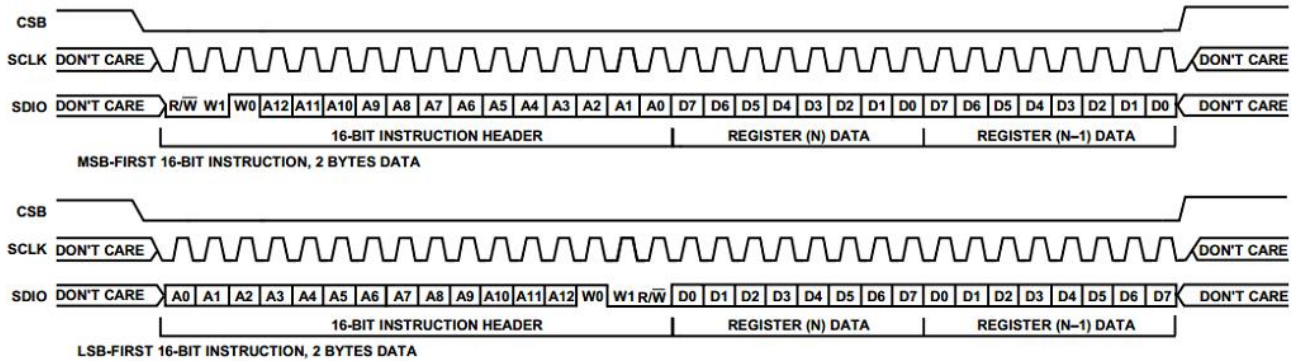 CSB
SCLK DON'T CARE DON'T CARE
SDIO DON'T CARE R/W̅ W1 W0 A12 A11 A10 A9 A8 A7 A6 A5 A4 A3 A2 A1 A0 D7 D6 D5 D4 D3 D2 D1 D0 D7 D6 D5 D4 D3 D2 D1 D0 DON'T CARE
16-BIT INSTRUCTION HEADER REGISTER (N) DATA REGISTER (N–1) DATA
MSB-FIRST 16-BIT INSTRUCTION, 2 BYTES DATA
CSB
SCLK DON'T CARE DON'T CARE
SDIO DON'T CARE A0 A1 A2 A3 A4 A5 A6 A7 A8 A9 A10 A11 A12 W0 W1 R/W̅ D0 D1 D2 D3 D4 D5 D6 D7 D0 D1 D2 D3 D4 D5 D6 D7 DON'T CARE
16-BIT INSTRUCTION HEADER REGISTER (N) DATA REGISTER (N–1) DATA
LSB-FIRST 16-BIT INSTRUCTION, 2 BYTES DATA